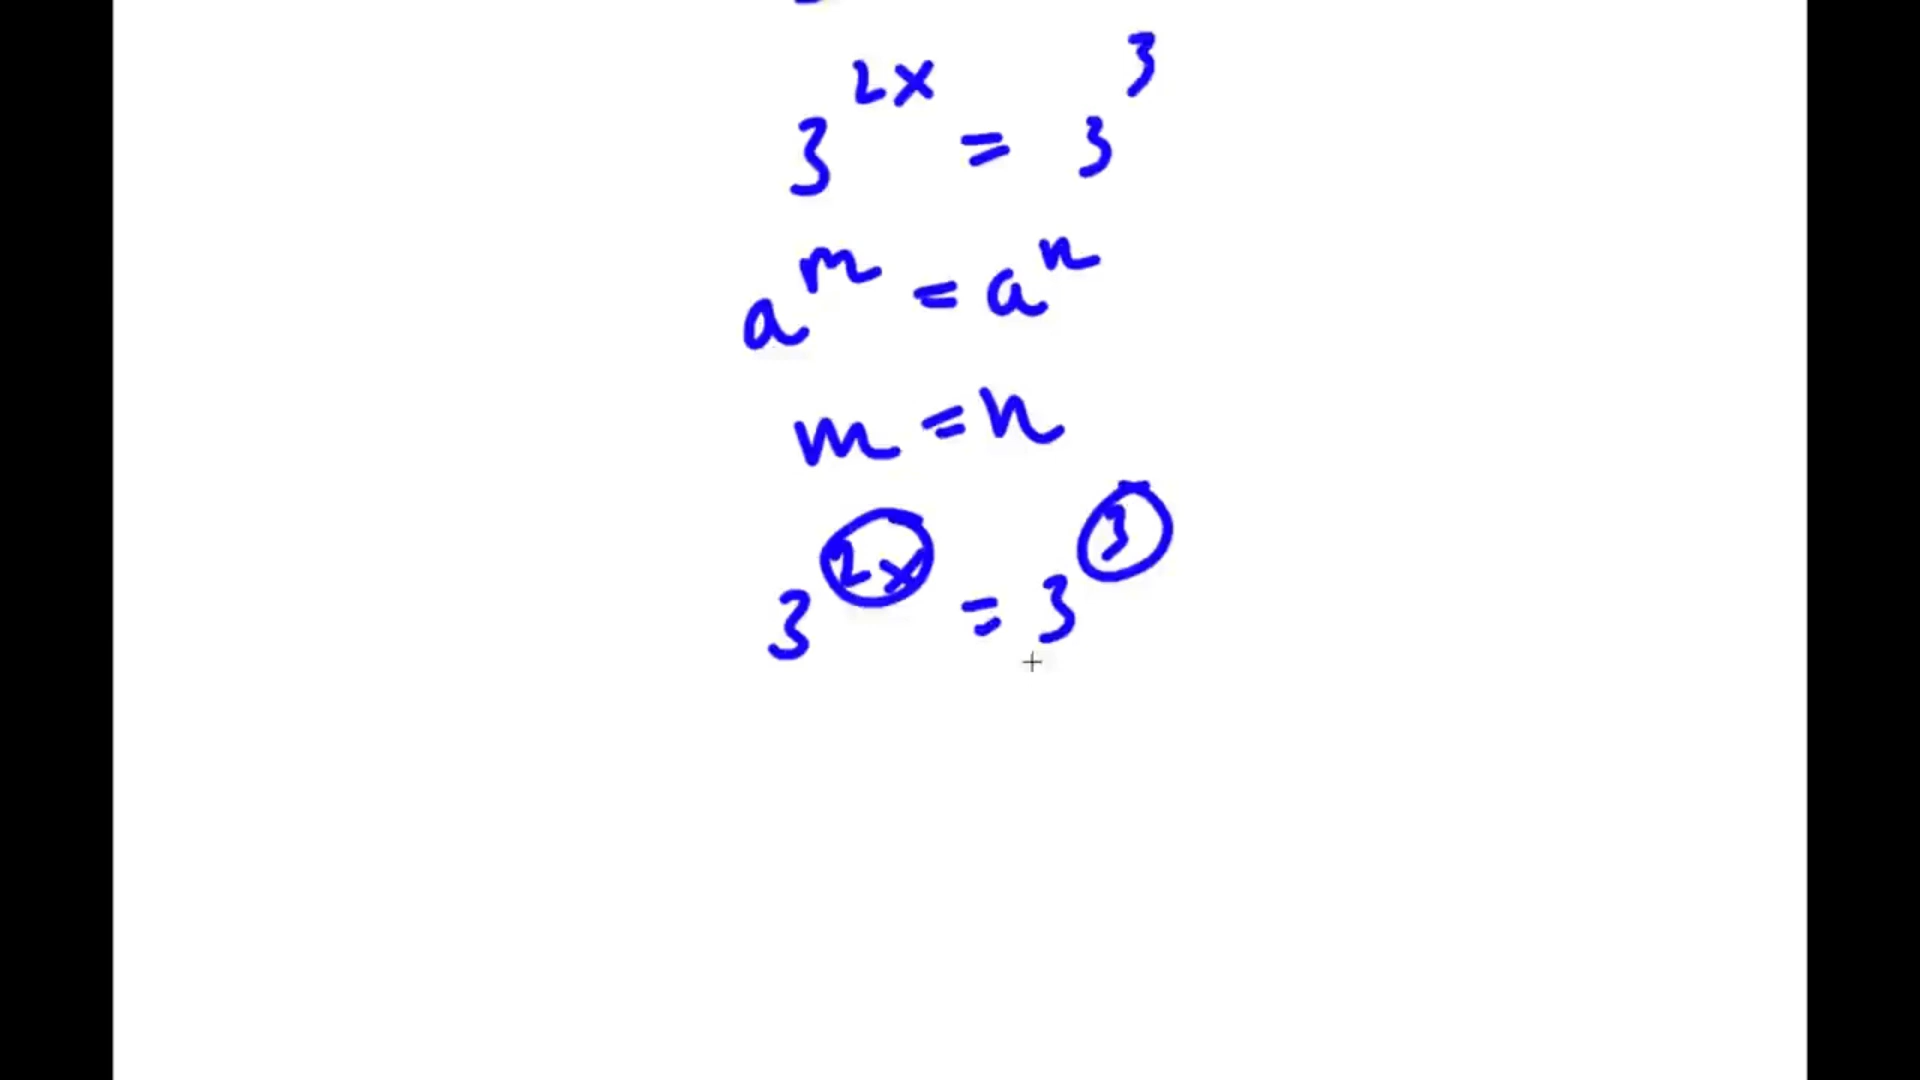 3^{2x} = 3^3
a^m = a^n
m = n
3^{2x} = 3^3